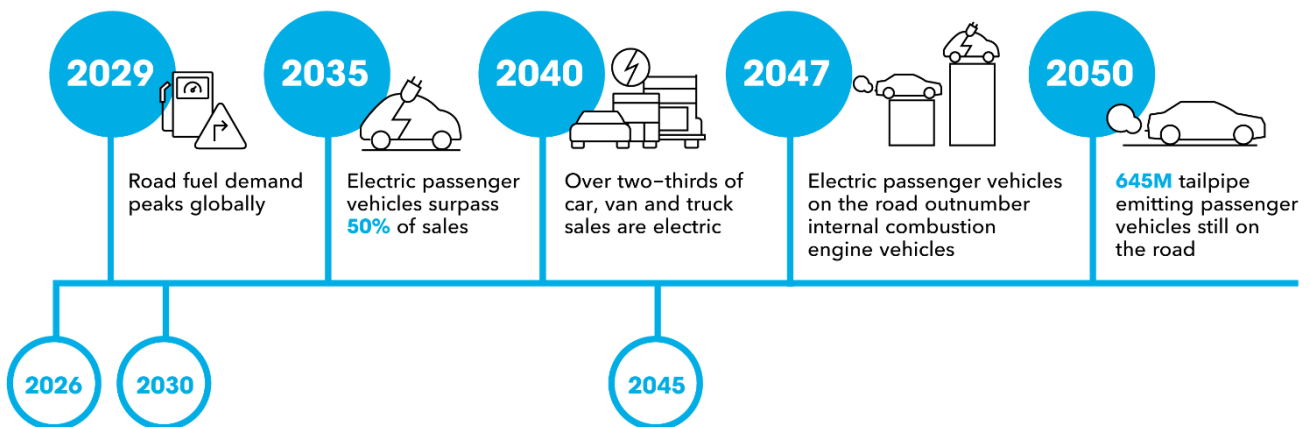 2029
Road fuel demand
peaks globally
2035
Electric passenger
vehicles surpass
50% of sales
2040
Over two-thirds of
car, van and truck
sales are electric
2047
Electric passenger vehicles
on the road outnumber
internal combustion
engine vehicles
2050
645M tailpipe
emitting passenger
vehicles still on
the road
2026
2030
2045